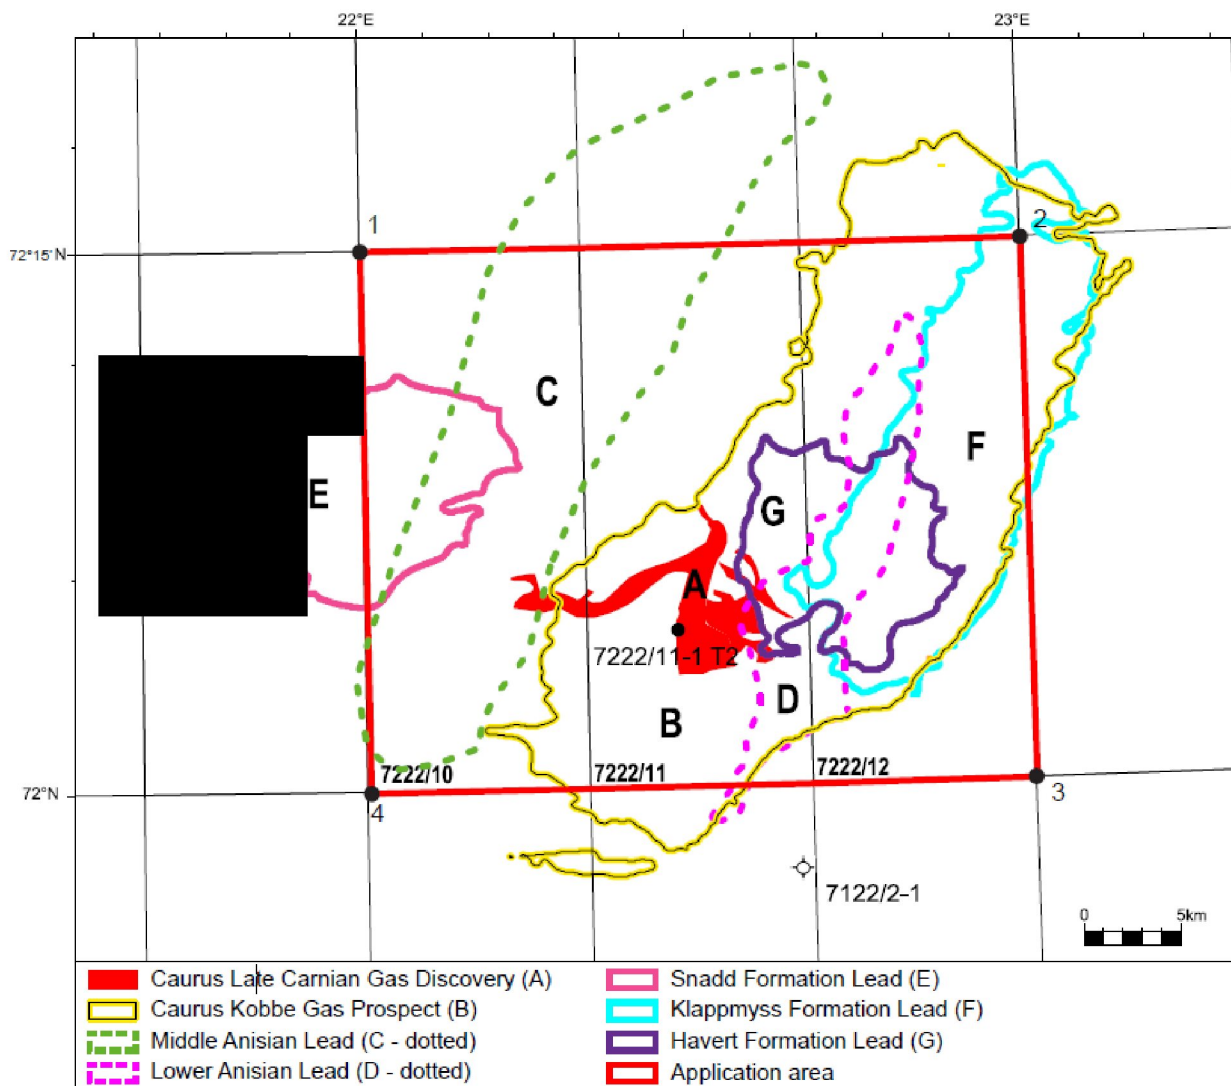 22°E 23°E
1
2
72°15'N
C
F
E
G
A
7222/11-1 T2
D
B
7222/10 7222/11 7222/12
72°N
4
3
7122/2-1
0 5km
Caurus Late Carnian Gas Discovery (A)
Caurus Kobbe Gas Prospect (B)
Middle Anisian Lead (C - dotted)
Lower Anisian Lead (D - dotted)
Snadd Formation Lead (E)
Klappmyss Formation Lead (F)
Havert Formation Lead (G)
Application area